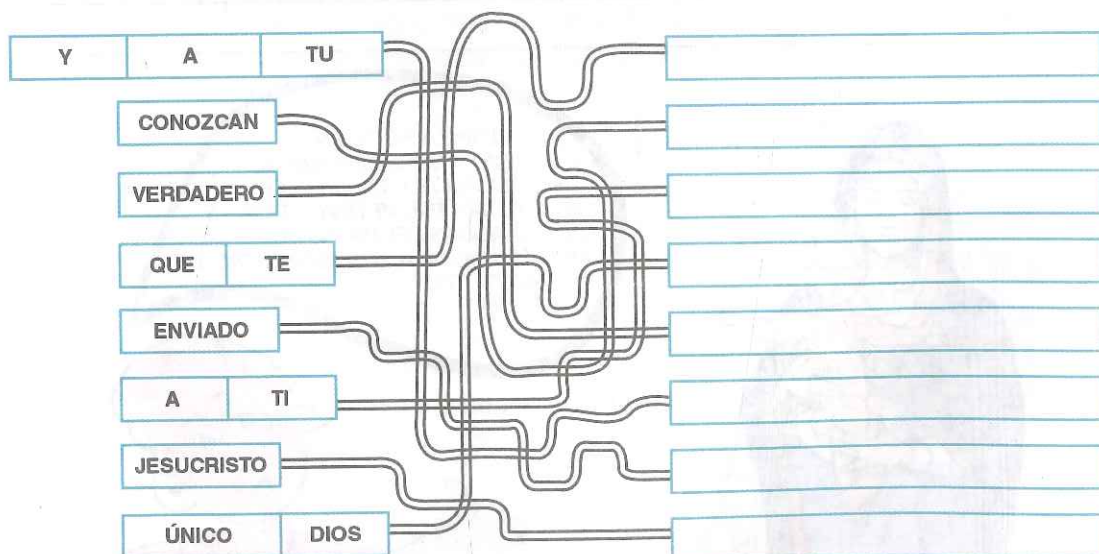 Y A TU
CONOZCAN
VERDADERO
QUE TE
ENVIADO
A TI
JESUCRISTO
ÚNICO DIOS